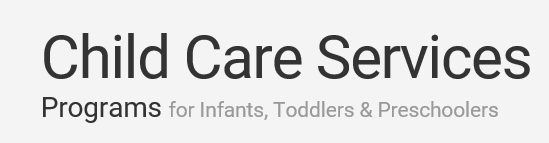 Child Care Services
Programs for Infants, Toddlers & Preschoolers